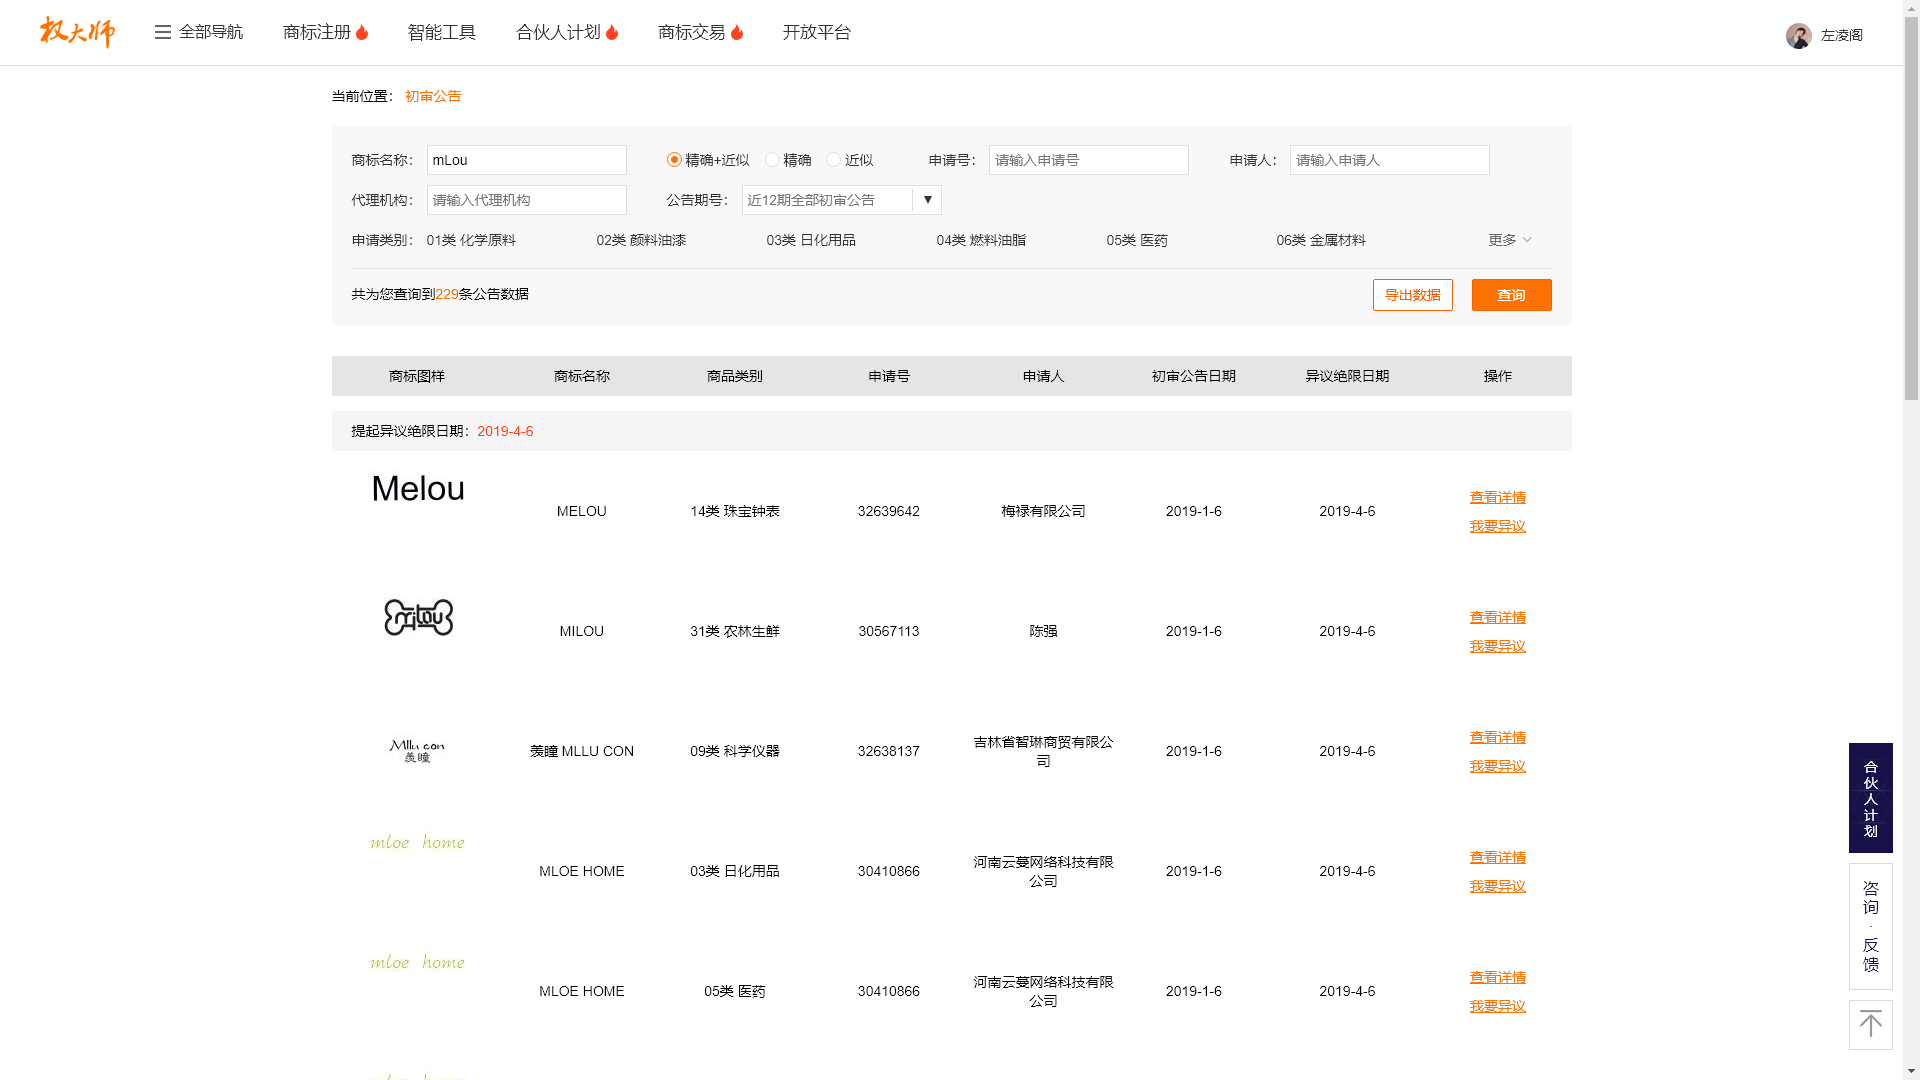 权大师 全部导航 商标注册 智能工具 合伙人计划 商标交易 开放平台 左凌阁
当前位置： 初审公告
商标名称： mLou 精确+近似 精确 近似 申请号： 请输入申请号 申请人： 请输入申请人
代理机构： 请输入代理机构 公告期号： 近12期全部初审公告 ▼
申请类别： 01类 化学原料 02类 颜料油漆 03类 日化用品 04类 燃料油脂 05类 医药 06类 金属材料 更多
共为您查询到229条公告数据 导出数据 查询
商标图样 商标名称 商品类别 申请号 申请人 初审公告日期 异议绝限日期 操作
提起异议绝限日期：2019-4-6
Melou MELOU 14类 珠宝钟表 32639642 梅禄有限公司 2019-1-6 2019-4-6 查看详情
我要异议
milou MILOU 31类 农林生鲜 30567113 陈强 2019-1-6 2019-4-6 查看详情
我要异议
Mllu con
羡瞳 羡瞳 MLLU CON 09类 科学仪器 32638137 吉林省智琳商贸有限公
司 2019-1-6 2019-4-6 查看详情
我要异议
mloe home MLOE HOME 03类 日化用品 30410866 河南云蔓网络科技有限
公司 2019-1-6 2019-4-6 查看详情
我要异议
mloe home MLOE HOME 05类 医药 30410866 河南云蔓网络科技有限
公司 2019-1-6 2019-4-6 查看详情
我要异议
mloe home
合伙人计划
咨询·反馈